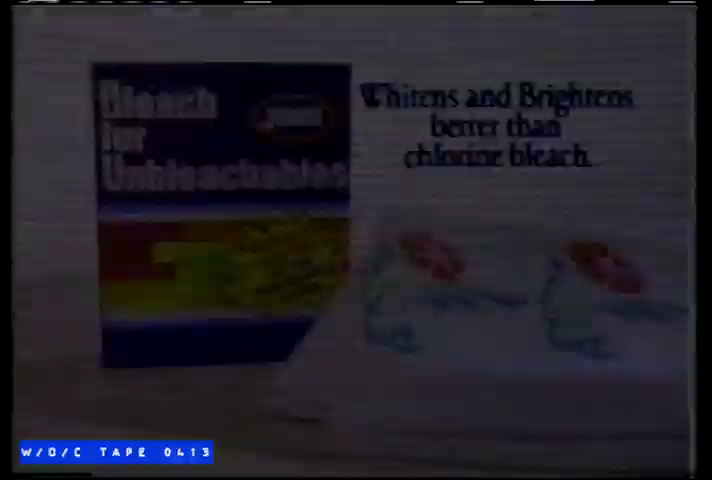 Bleach
for
Unbleachables
Whitens and Brightens
better than
chlorine bleach.
W/O/C TAPE 0413